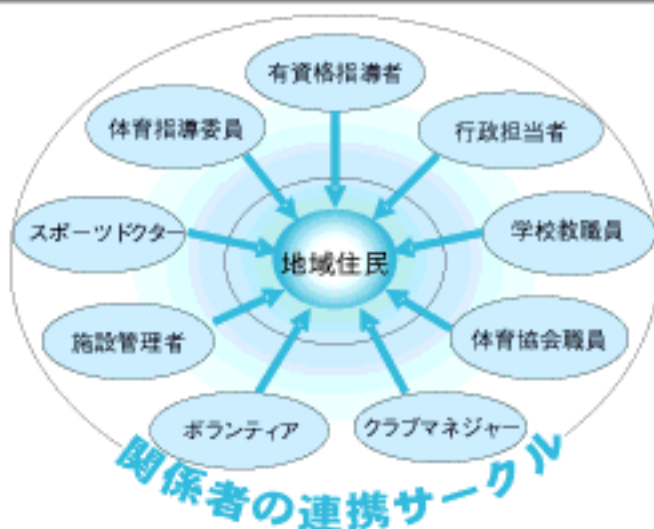 有資格指導者
体育指導委員
行政担当者
スポーツドクター
学校教職員
地域住民
施設管理者
体育協会職員
ボランティア
クラブマネジャー
関係者の連携サークル